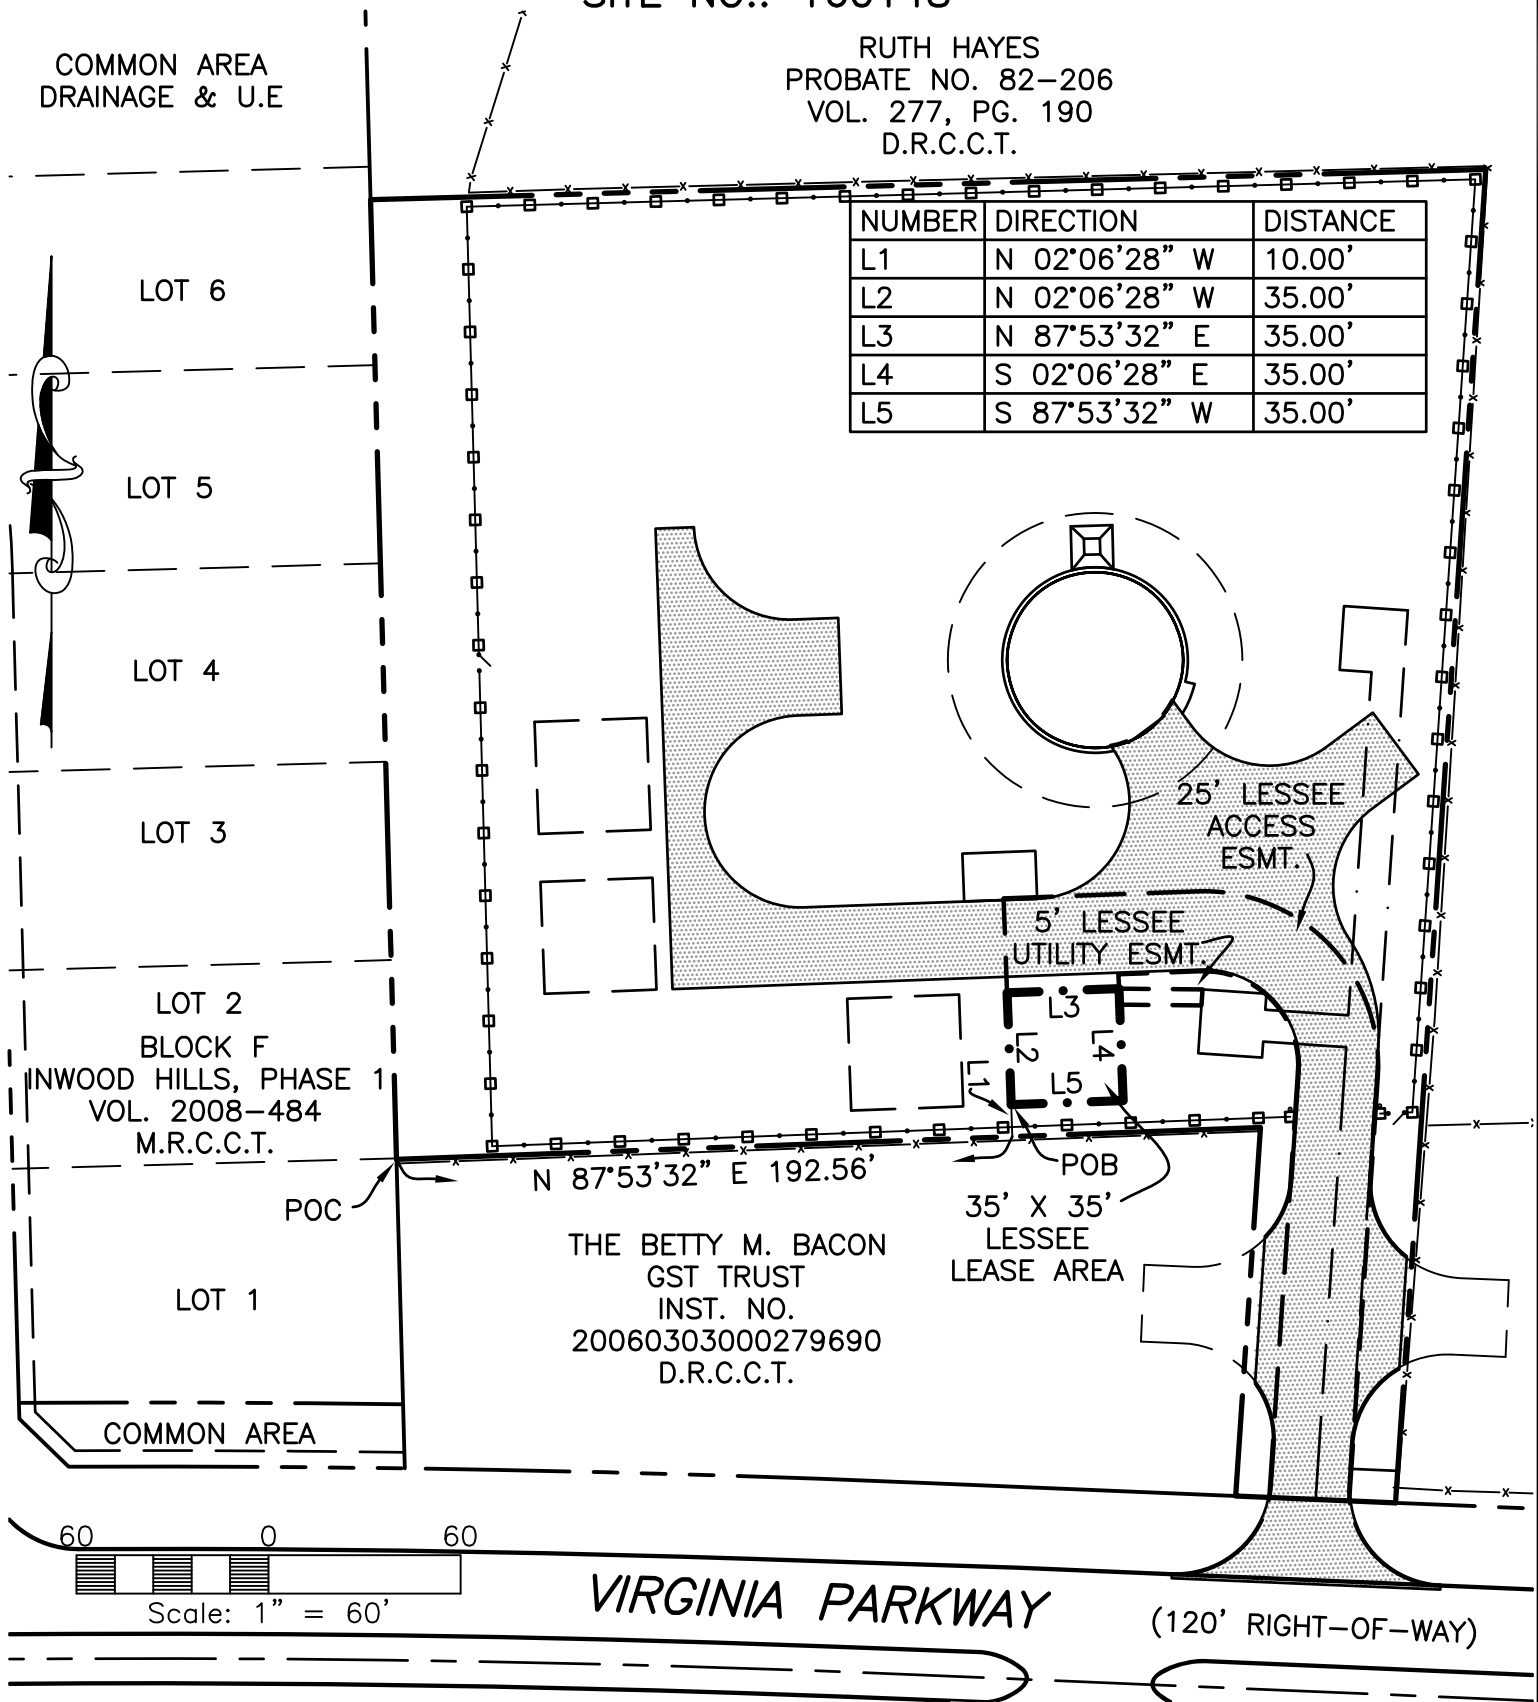 SITE NO.: 160148
COMMON AREA
DRAINAGE & U.E
RUTH HAYES
PROBATE NO. 82-206
VOL. 277, PG. 190
D.R.C.C.T.
NUMBER DIRECTION DISTANCE
L1 N 02°06'28" W 10.00'
L2 N 02°06'28" W 35.00'
L3 N 87°53'32" E 35.00'
L4 S 02°06'28" E 35.00'
L5 S 87°53'32" W 35.00'
LOT 6
LOT 5
LOT 4
LOT 3
LOT 2
BLOCK F
INWOOD HILLS, PHASE 1
VOL. 2008-484
M.R.C.C.T.
25' LESSEE
ACCESS
ESMT.
5' LESSEE
UTILITY ESMT.
L3
L2
L4
L1
L5
N 87°53'32" E 192.56'
POB
POC
35' X 35'
LESSEE
LEASE AREA
THE BETTY M. BACON
GST TRUST
INST. NO.
20060303000279690
D.R.C.C.T.
LOT 1
COMMON AREA
60 0 60
Scale: 1" = 60'
VIRGINIA PARKWAY
(120' RIGHT-OF-WAY)